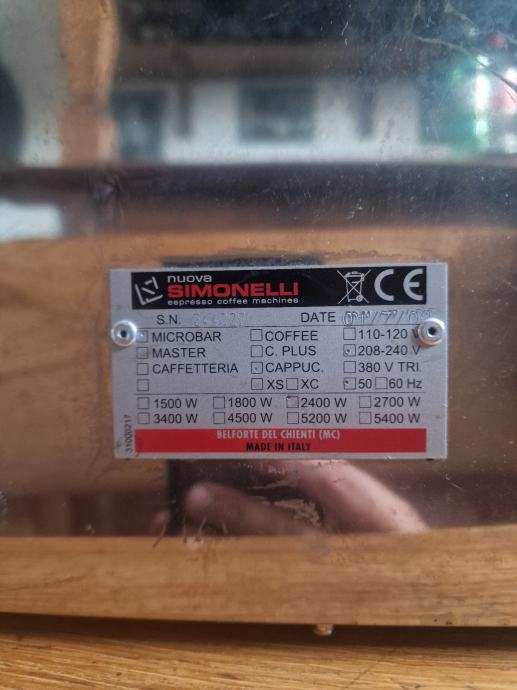 nuova
SIMONELLI
espresso coffee machines
CE
S.N. DATE
MICROBAR COFFEE 110-120 V
MASTER C. PLUS 208-240 V
CAFFETTERIA CAPPUC. 380 V TRI.
XS XC 50 60 Hz
1500 W 1800 W 2400 W 2700 W
3400 W 4500 W 5200 W 5400 W
31000217
BELFORTE DEL CHIENTI (MC)
MADE IN ITALY